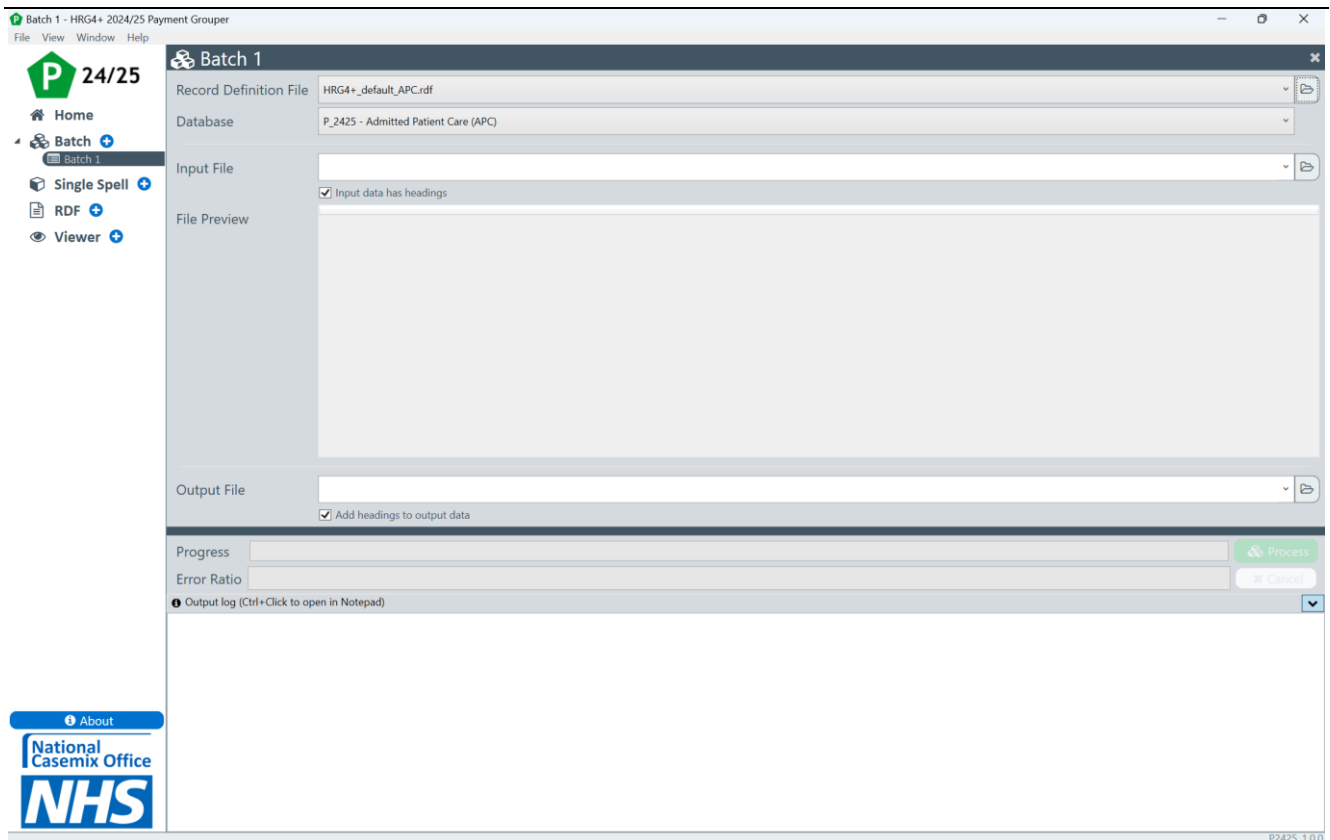 Batch 1 - HRG4+ 2024/25 Payment Grouper
File View Window Help
P 24/25
Home
Batch
Batch 1
Single Spell
RDF
Viewer
Batch 1
Record Definition File HRG4+_default_APC.rdf
Database P_2425 - Admitted Patient Care (APC)
Input File
Input data has headings
File Preview
Output File
Add headings to output data
Progress Process
Error Ratio Cancel
Output log (Ctrl+Click to open in Notepad)
About
National
Casemix Office
NHS
P2425_1.0.0